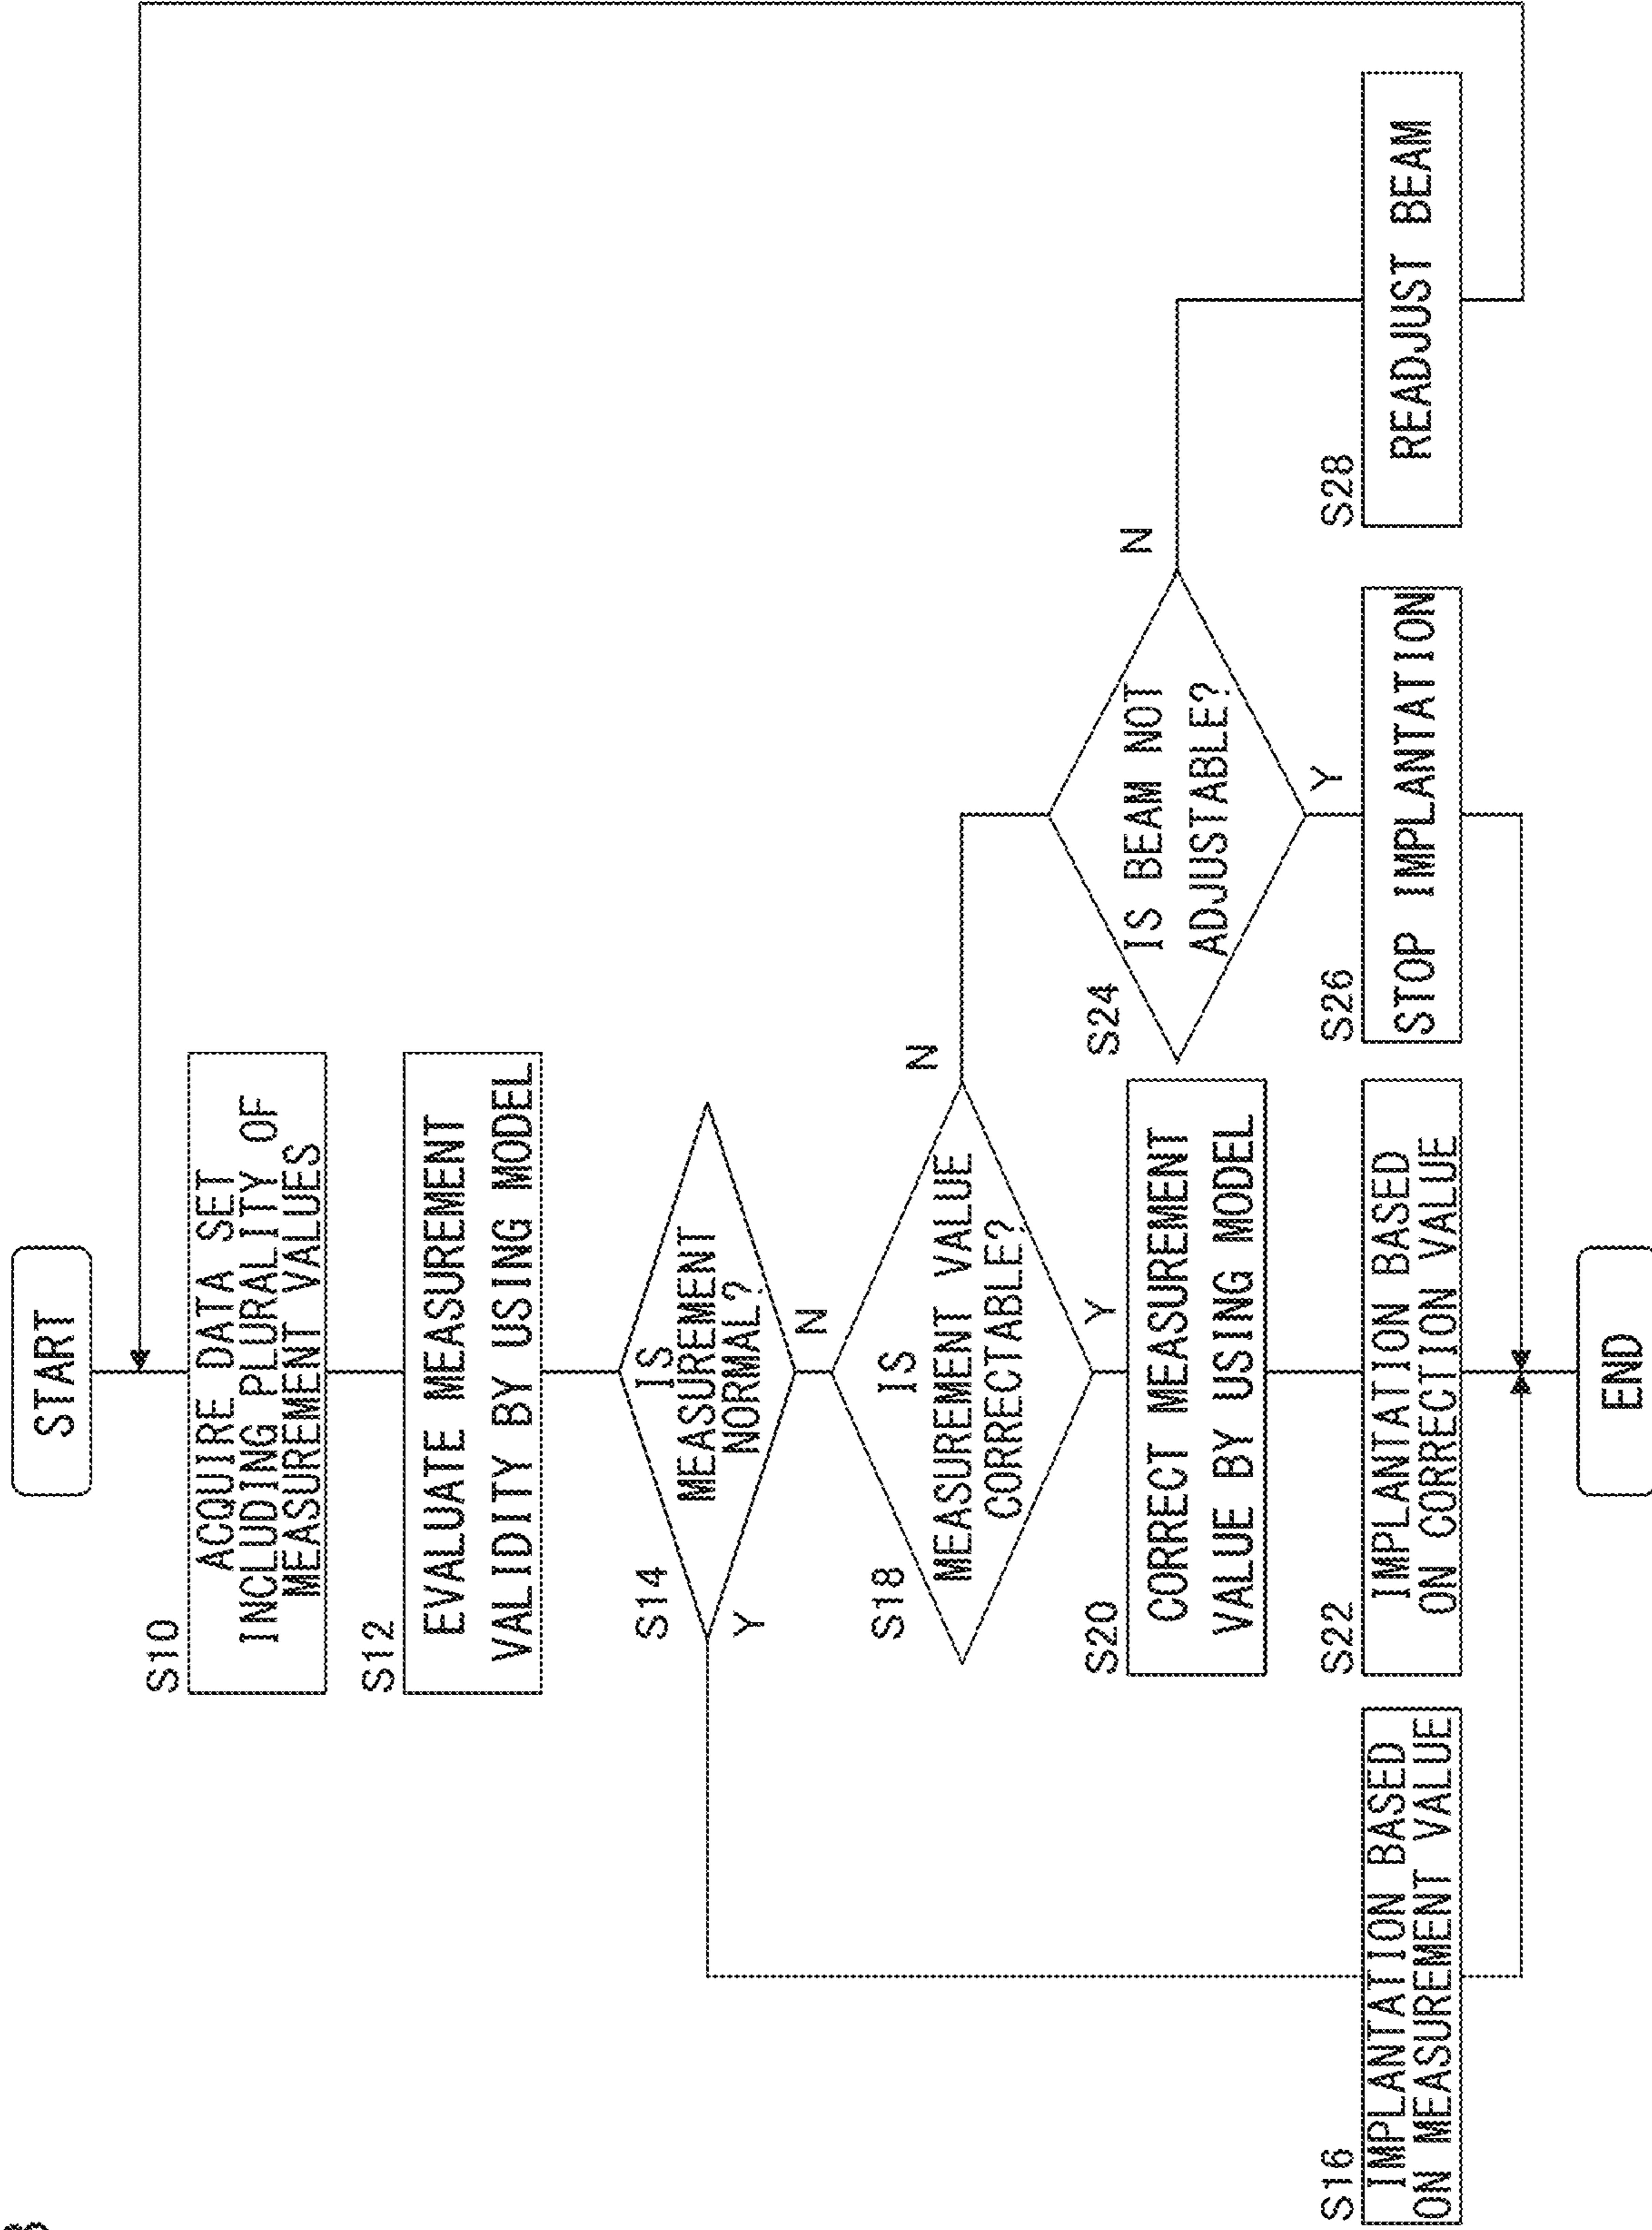 START
S10
ACQUIRE DATA SET
INCLUDING PLURALITY OF
MEASUREMENT VALUES
S12
EVALUATE MEASUREMENT
VALIDITY BY USING MODEL
S14
IS
MEASUREMENT
NORMAL?
Y
N
S18
IS
MEASUREMENT VALUE
CORRECTABLE?
N
Y
S20
CORRECT MEASUREMENT
VALUE BY USING MODEL
S24
IS BEAM NOT
ADJUSTABLE?
N
Y
S16
IMPLANTATION BASED
ON MEASUREMENT VALUE
S22
IMPLANTATION BASED
ON CORRECTION VALUE
S26
STOP IMPLANTATION
S28
READJUST BEAM
END